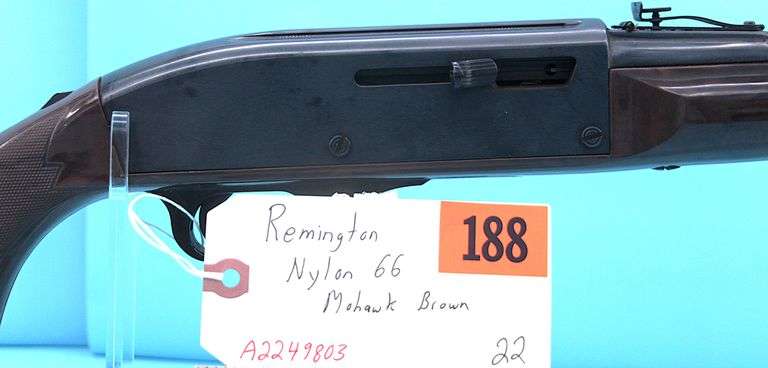 Remington
188
Nylon 66
Mohawk Brown
A2249803
22